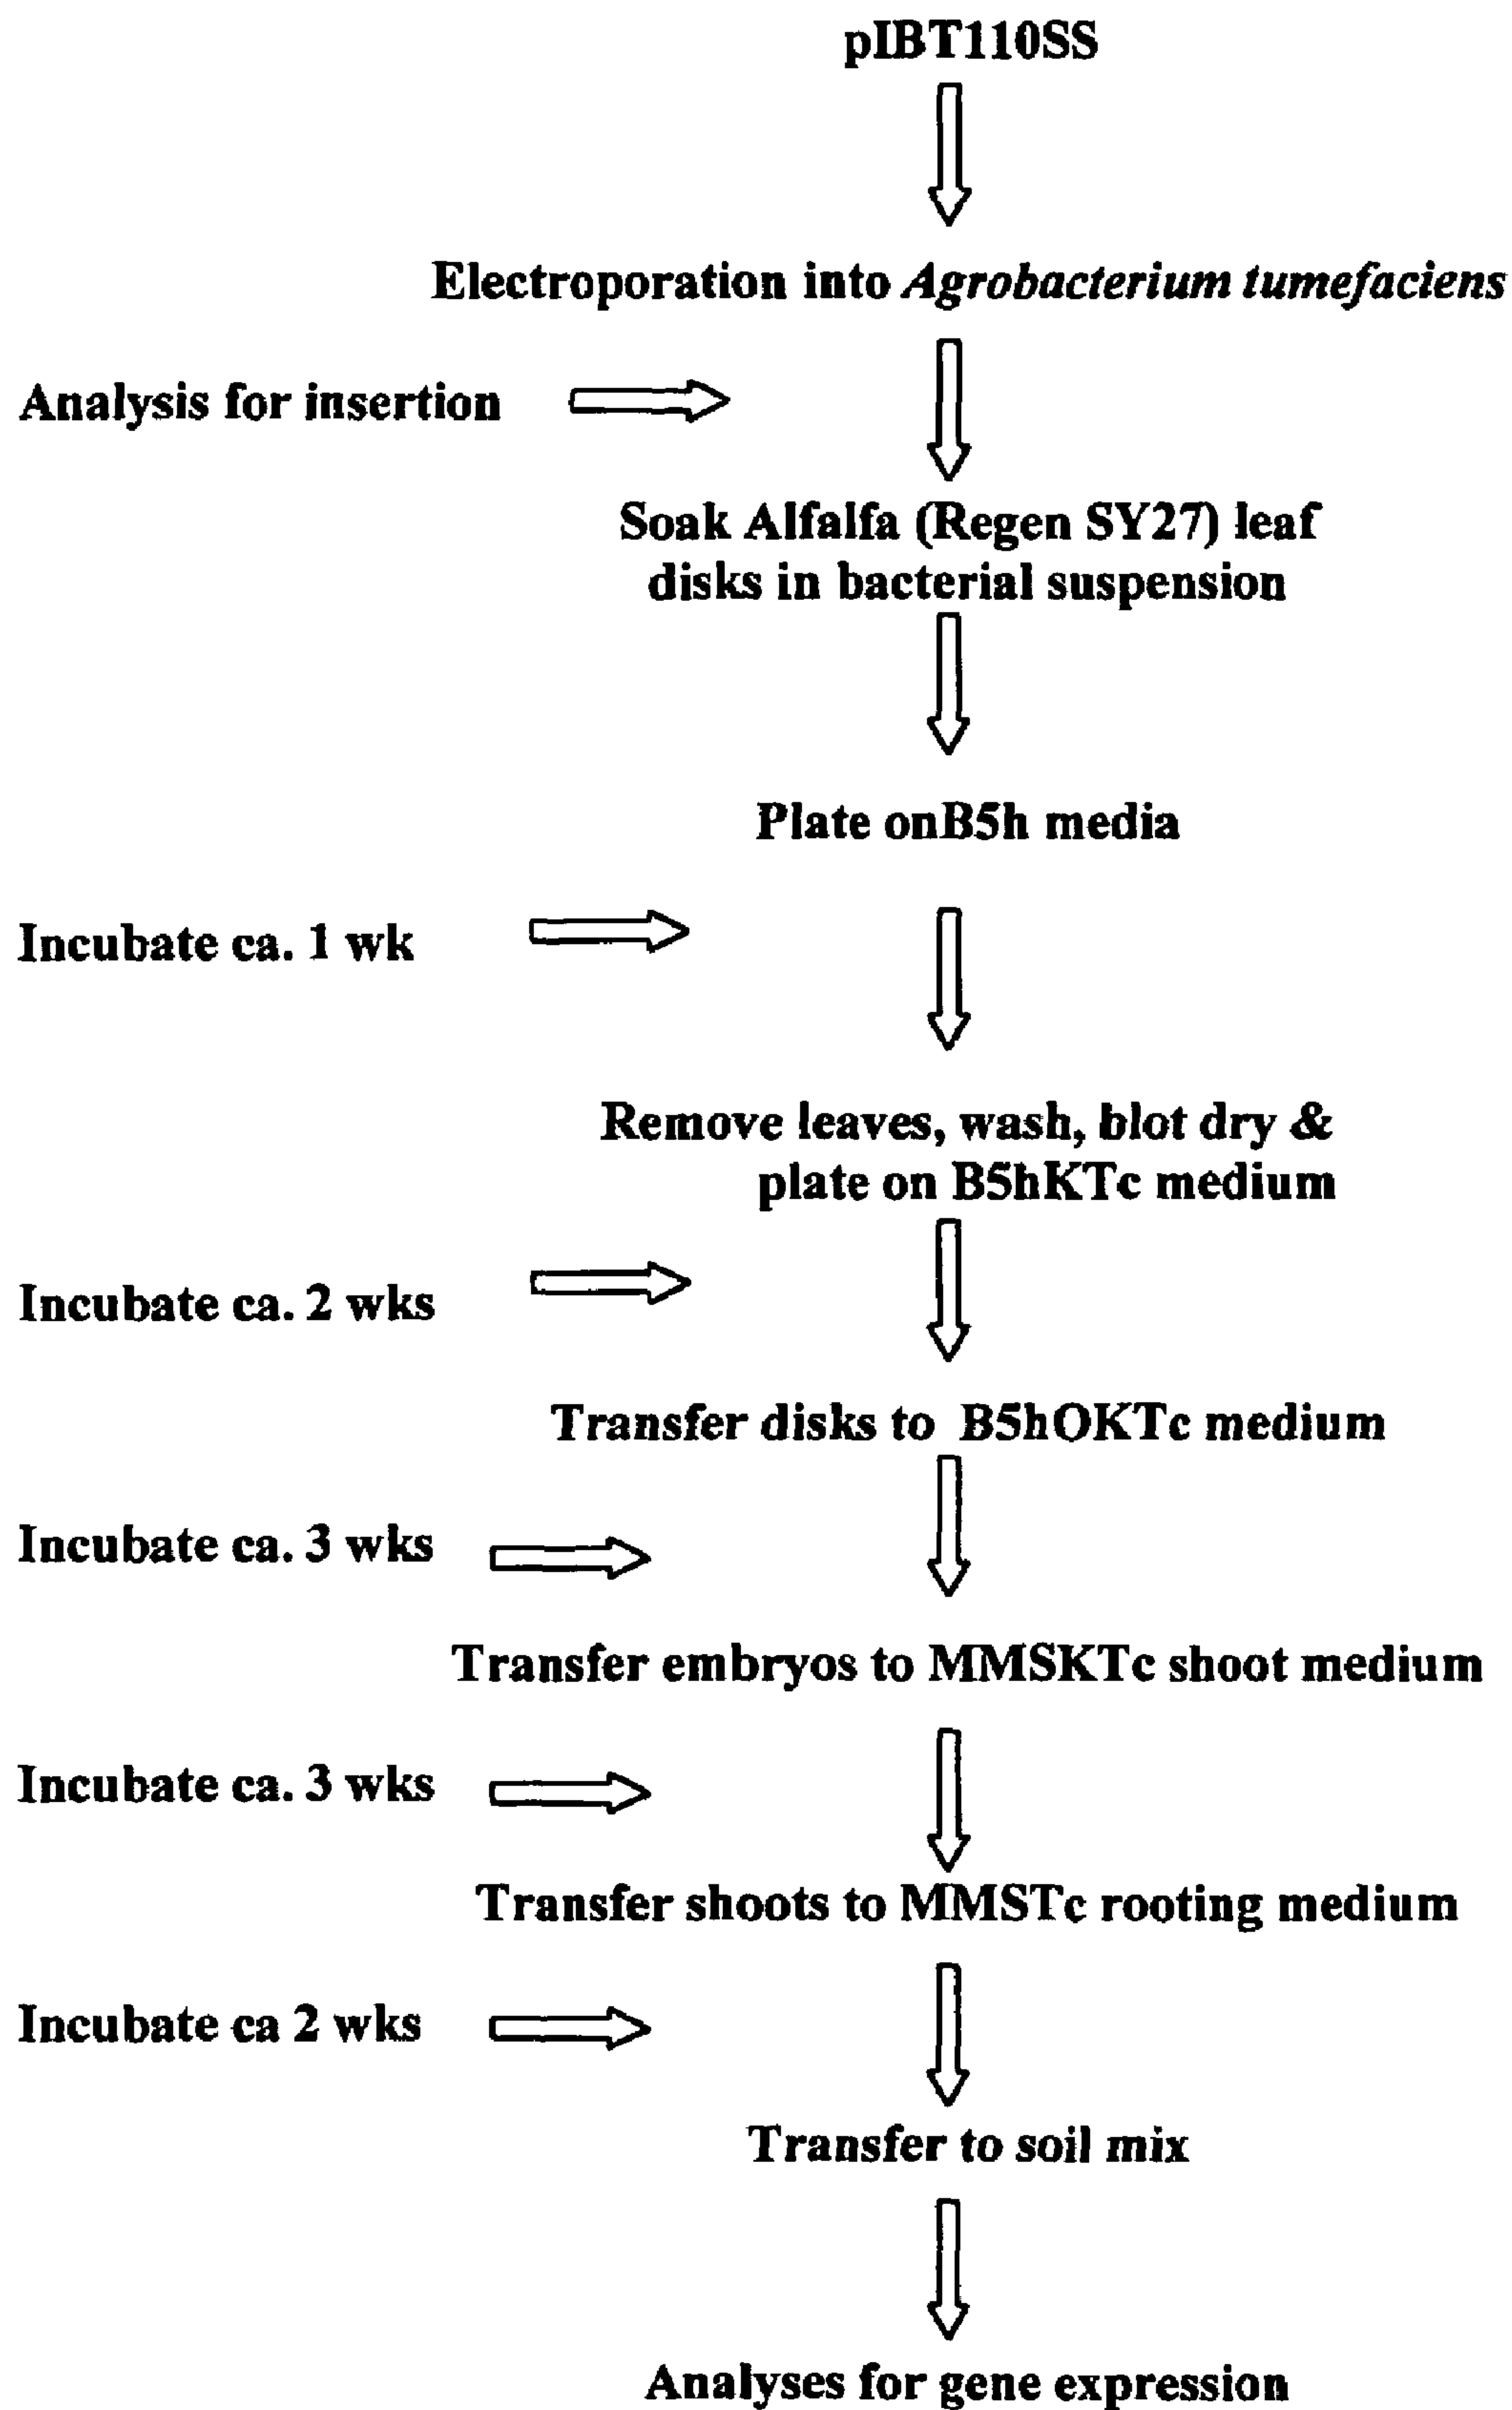 pIBT110SS
Electroporation into Agrobacterium tumefaciens
Analysis for insertion
Soak Alfalfa (Regen SY27) leaf
disks in bacterial suspension
Plate onB5h media
Incubate ca. 1 wk
Remove leaves, wash, blot dry &
plate on B5hKTc medium
Incubate ca. 2 wks
Transfer disks to B5hOKTc medium
Incubate ca. 3 wks
Transfer embryos to MMSKTc shoot medium
Incubate ca. 3 wks
Transfer shoots to MMSTc rooting medium
Incubate ca 2 wks
Transfer to soil mix
Analyses for gene expression